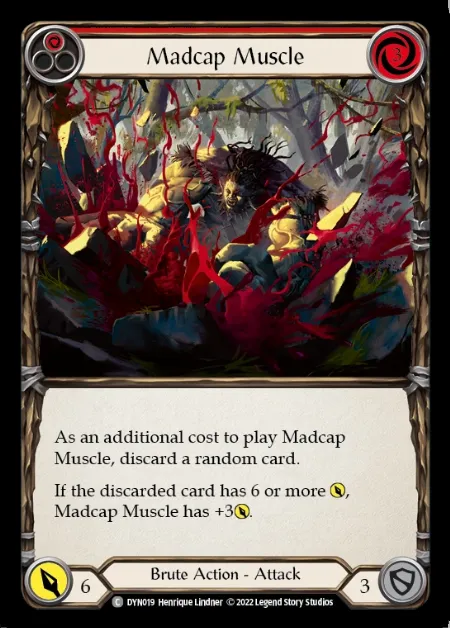 Madcap Muscle
3
As an additional cost to play Madcap
Muscle, discard a random card.
If the discarded card has 6 or more ,
Madcap Muscle has +3.
6
Brute Action - Attack
3
C DYN019 Henrique Lindner © 2022 Legend Story Studios